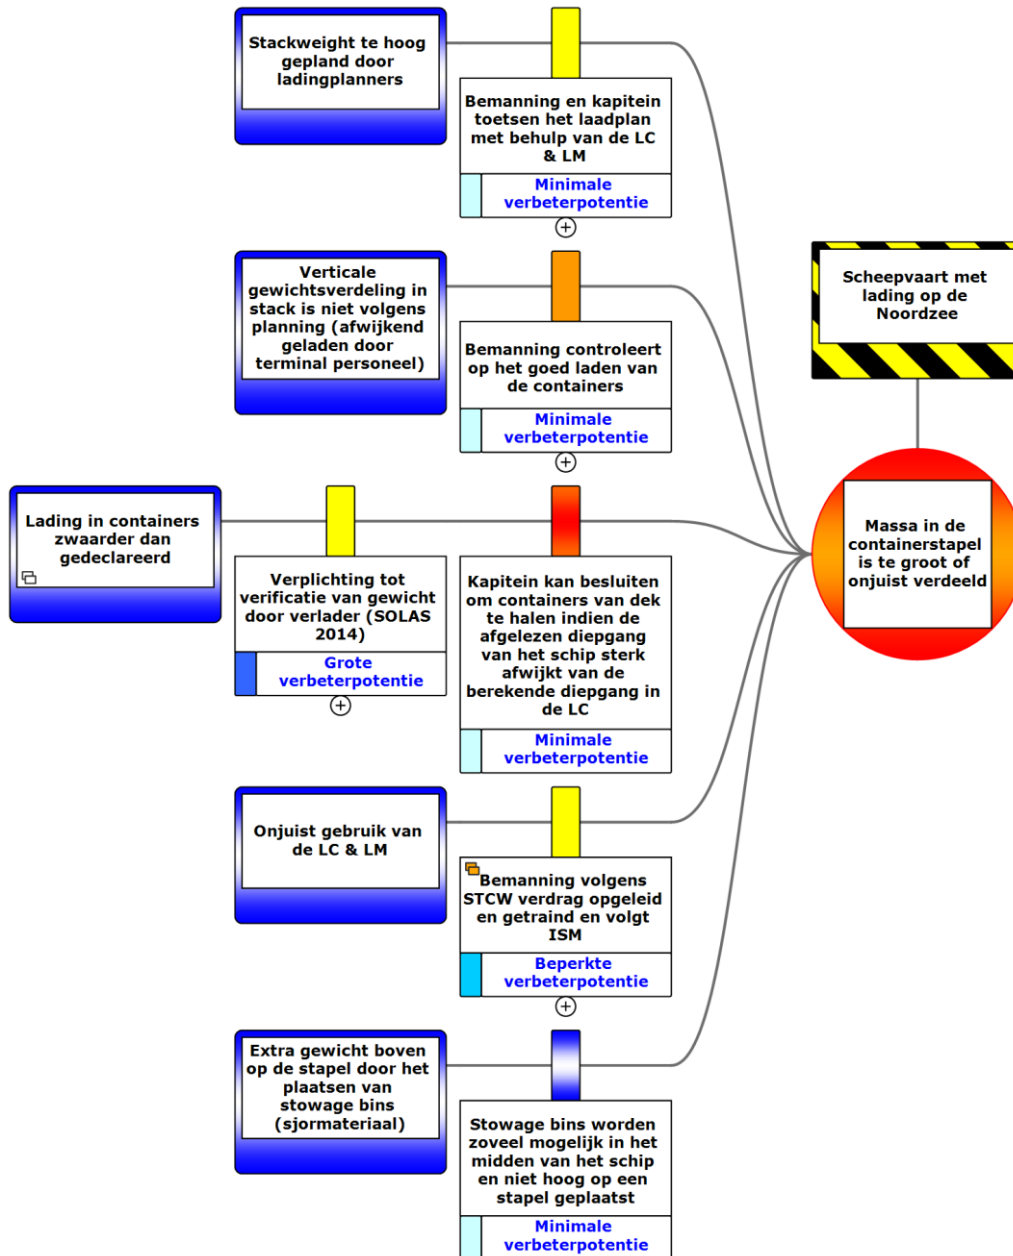 Stackweight te hoog
gepland door
ladingplanners
Bemanning en kapitein
toetsen het laadplan
met behulp van de LC
& LM
Minimale
verbeterpotentie
Verticale
gewichtsverdeling in
stack is niet volgens
planning (afwijkend
geladen door
terminal personeel)
Bemanning controleert
op het goed laden van
de containers
Minimale
verbeterpotentie
Scheepvaart met
lading op de
Noordzee
Lading in containers
zwaarder dan
gedeclareerd
Verplichting tot
verificatie van gewicht
door verlader (SOLAS
2014)
Grote
verbeterpotentie
Kapitein kan besluiten
om containers van dek
te halen indien de
afgelezen diepgang
van het schip sterk
afwijkt van de
berekende diepgang in
de LC
Minimale
verbeterpotentie
Massa in de
containerstapel
is te groot of
onjuist verdeeld
Onjuist gebruik van
de LC & LM
Bemanning volgens
STCW verdrag opgeleid
en getraind en volgt
ISM
Beperkte
verbeterpotentie
Extra gewicht boven
op de stapel door het
plaatsen van
stowage bins
(sjormateriaal)
Stowage bins worden
zoveel mogelijk in het
midden van het schip
en niet hoog op een
stapel geplaatst
Minimale
verbeterpotentie